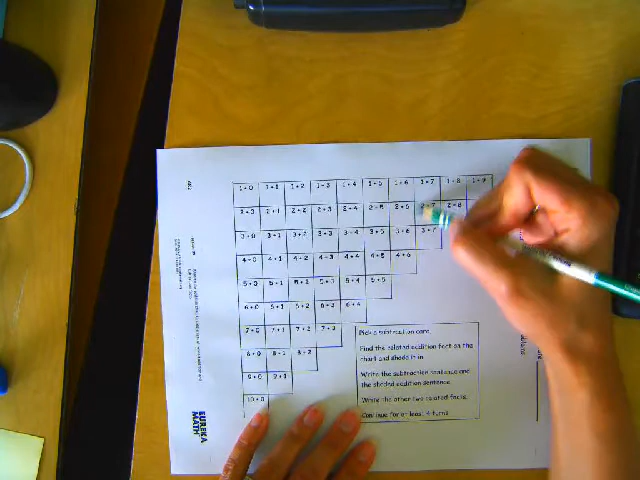 1 + 0 1 + 1 1 + 2 1 + 3 1 + 4 1 + 5 1 + 6 1 + 7 1 + 8 1 + 9
2 + 0 2 + 1 2 + 2 2 + 3 2 + 4 2 + 5 2 + 6 2 + 7 2 + 8
3 + 0 3 + 1 3 + 2 3 + 3 3 + 4 3 + 5 3 + 6 3 + 7
4 + 0 4 + 1 4 + 2 4 + 3 4 + 4 4 + 5 4 + 6
5 + 0 5 + 1 5 + 2 5 + 3 5 + 4 5 + 5
6 + 0 6 + 1 6 + 2 6 + 3 6 + 4
7 + 0 7 + 1 7 + 2 7 + 3
8 + 0 8 + 1 8 + 2
9 + 0 9 + 1
10 + 0
Pick a subtraction card.
Find the related addition fact on the
chart and shade it in.
Write the subtraction sentence and
the shaded addition sentence.
Write the other two related facts.
Continue for at least 4 turns
EUREKA
MATH